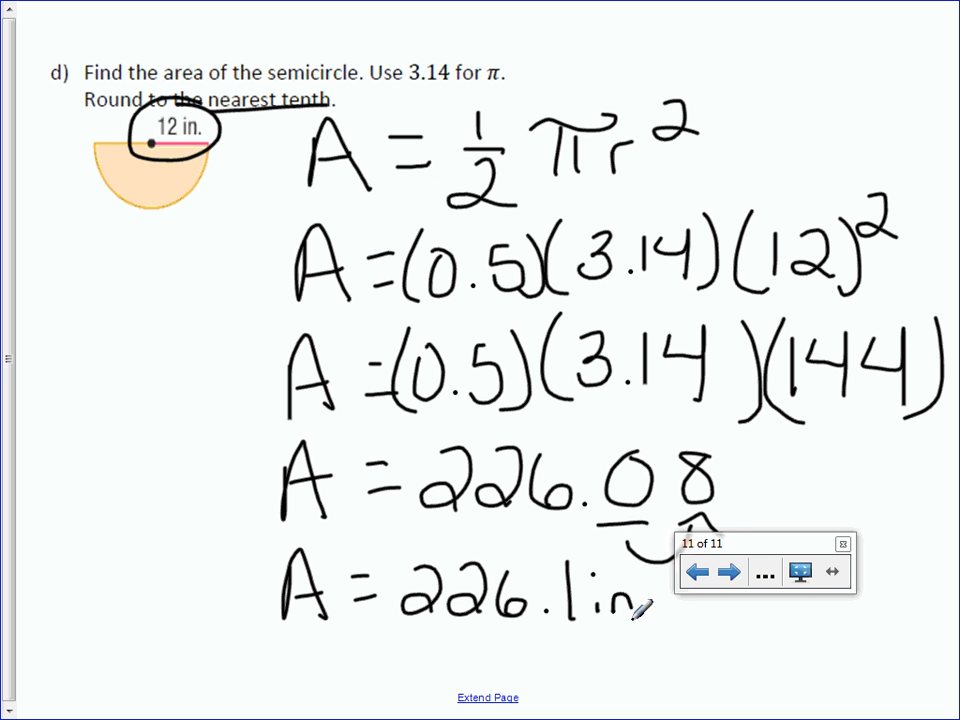 d) Find the area of the semicircle. Use 3.14 for π.
Round to the nearest tenth.
12 in.
A = 1/2 πr²
A = (0.5)(3.14)(12)²
A = (0.5)(3.14)(144)
A = 226.08
A = 226.1in
11 of 11
...
Extend Page